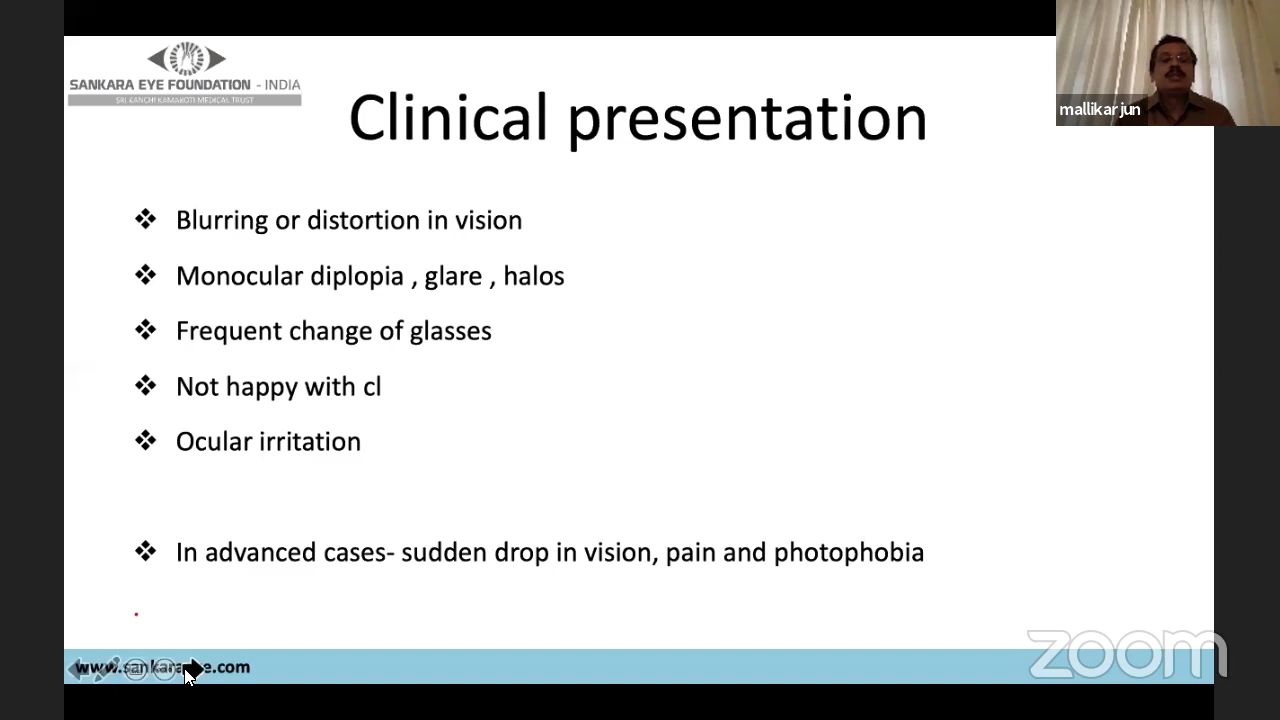 SANKARA EYE FOUNDATION - INDIA
SRI KANCHI KAMAKOTI MEDICAL TRUST
mallikarjun
Clinical presentation
Blurring or distortion in vision
Monocular diplopia , glare , halos
Frequent change of glasses
Not happy with cl
Ocular irritation
In advanced cases- sudden drop in vision, pain and photophobia
zoom
www.sankaraeye.com